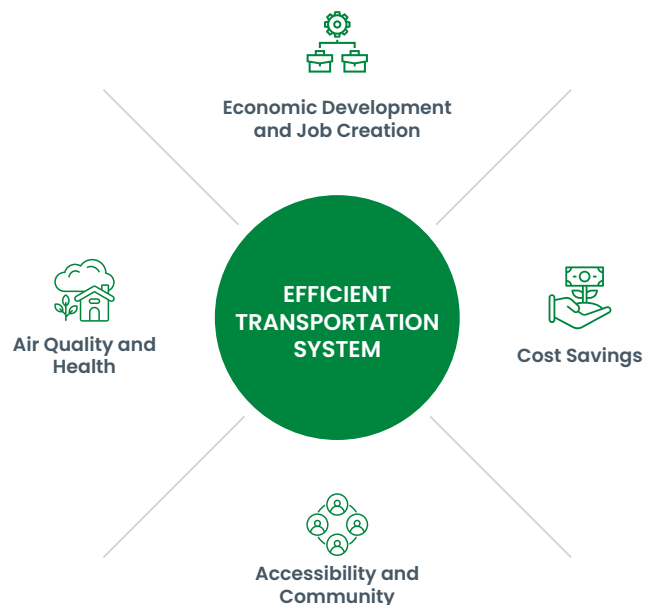 Economic Development
and Job Creation
EFFICIENT
TRANSPORTATION
SYSTEM
Air Quality and
Health
Cost Savings
Accessibility and
Community